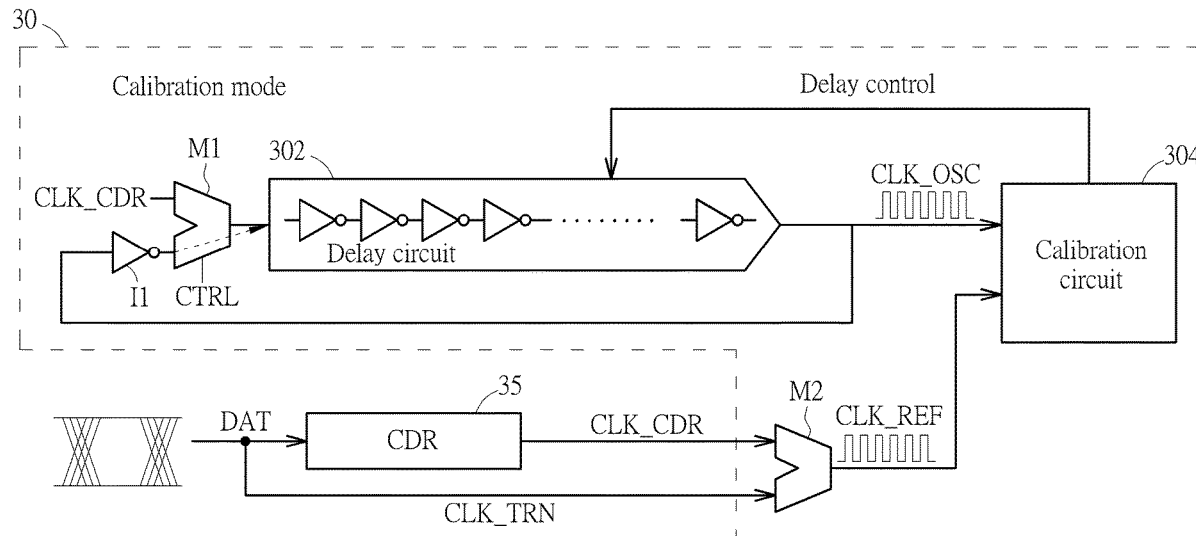 30
Calibration mode
Delay control
M1
302
304
CLK_CDR
CLK_OSC
Delay circuit
Calibration
circuit
I1
CTRL
35
M2
DAT
CLK_CDR
CLK_REF
CDR
CLK_TRN